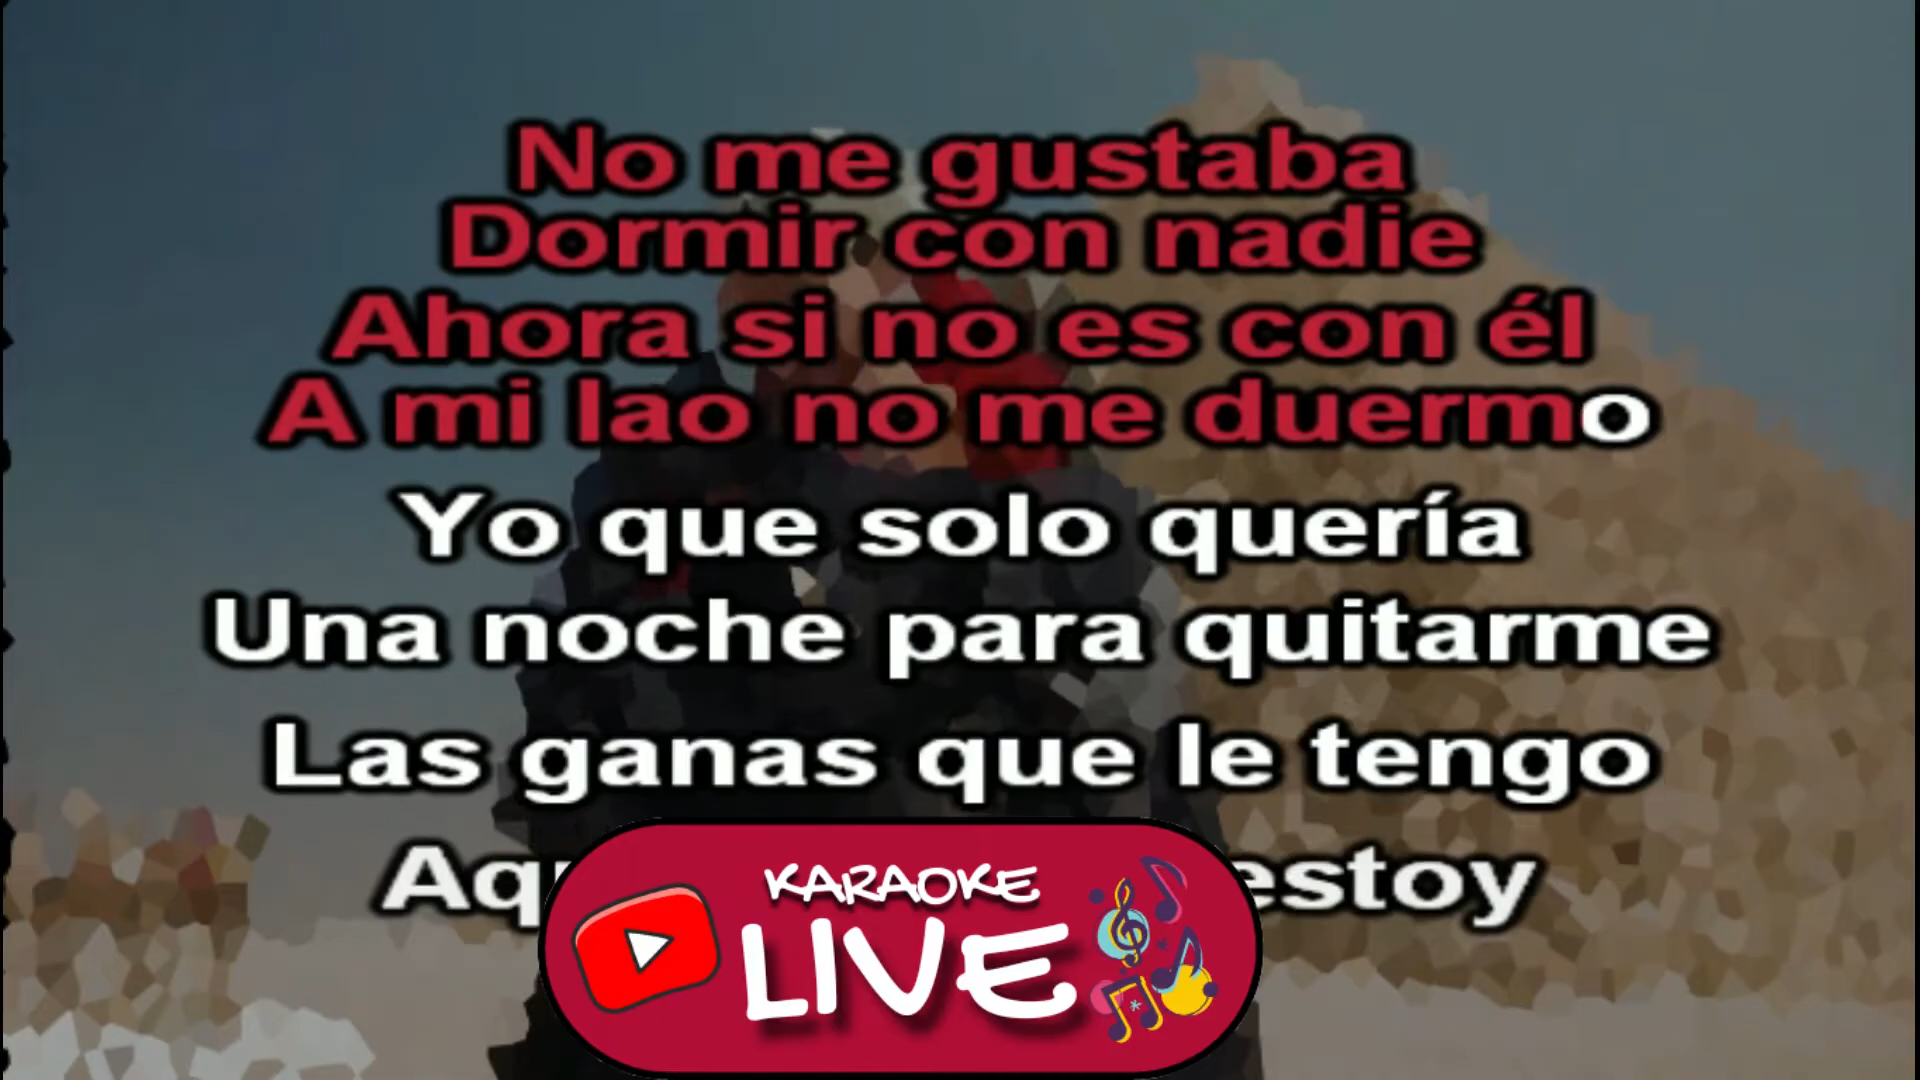 No me gustaba
Dormir con nadie
Ahora si no es con él
A mi lao no me duermo
Yo que solo quería
Una noche para quitarme
Las ganas que le tengo
estoy
KARAOKE
LIVE